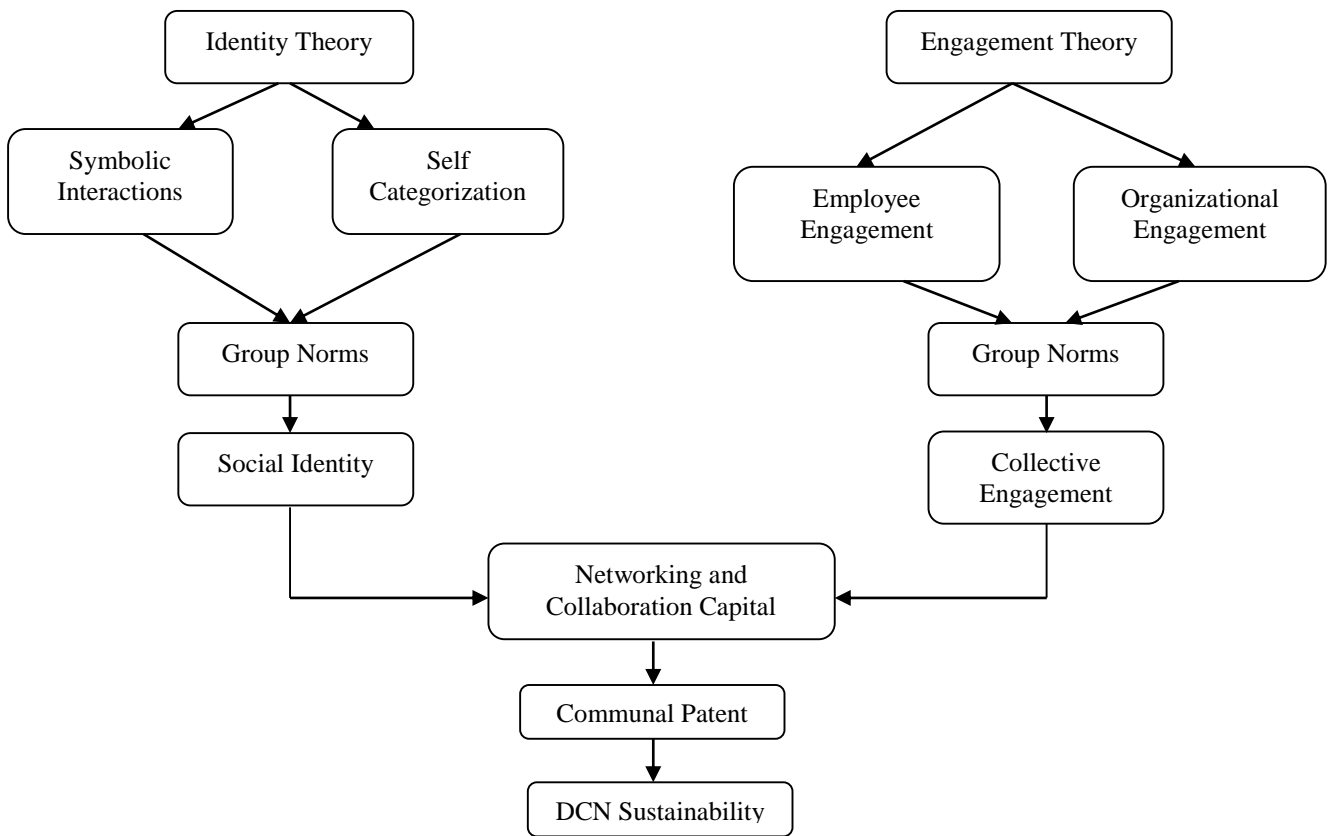 Identity Theory
Engagement Theory
Symbolic
Interactions
Self
Categorization
Employee
Engagement
Organizational
Engagement
Group Norms
Group Norms
Social Identity
Collective
Engagement
Networking and
Collaboration Capital
Communal Patent
DCN Sustainability